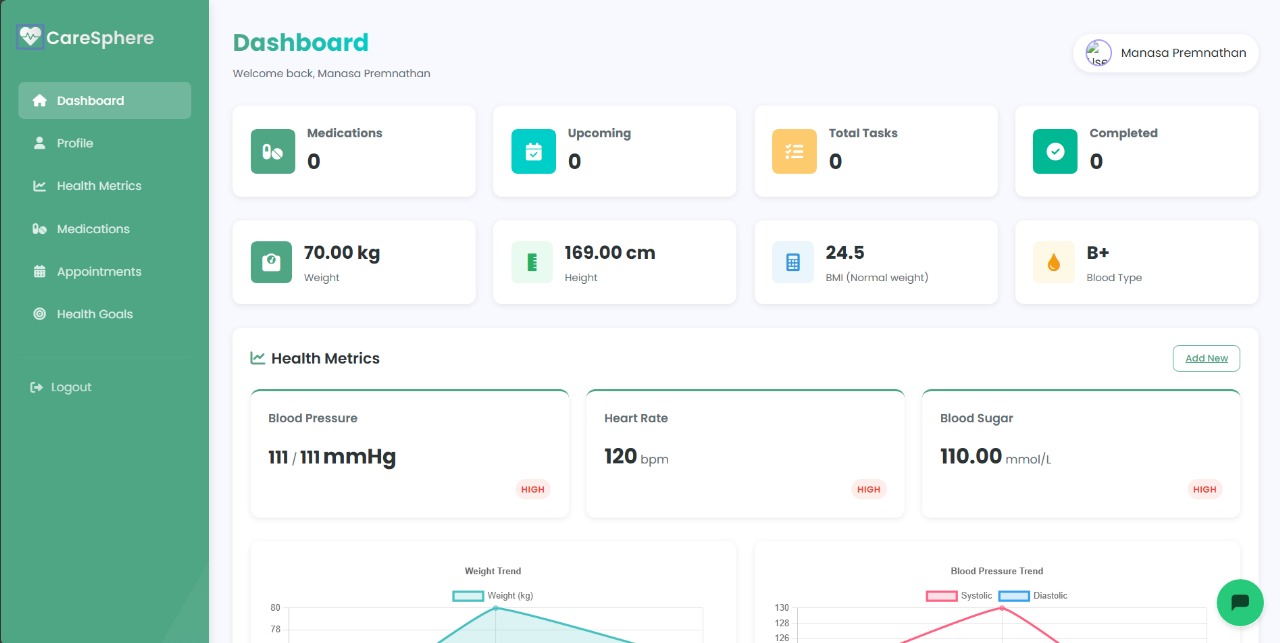 CareSphere
Dashboard
Profile
Health Metrics
Medications
Appointments
Health Goals
Logout
Dashboard
Welcome back, Manasa Premnathan
Manasa Premnathan
Medications
0
Upcoming
0
Total Tasks
0
Completed
0
70.00 kg
Weight
169.00 cm
Height
24.5
BMI (Normal weight)
B+
Blood Type
Health Metrics
Add New
Blood Pressure
111 / 111 mmHg
HIGH
Heart Rate
120 bpm
HIGH
Blood Sugar
110.00 mmol/L
HIGH
Weight Trend
Weight (kg)
80
78
Blood Pressure Trend
Systolic Diastolic
130
128
126